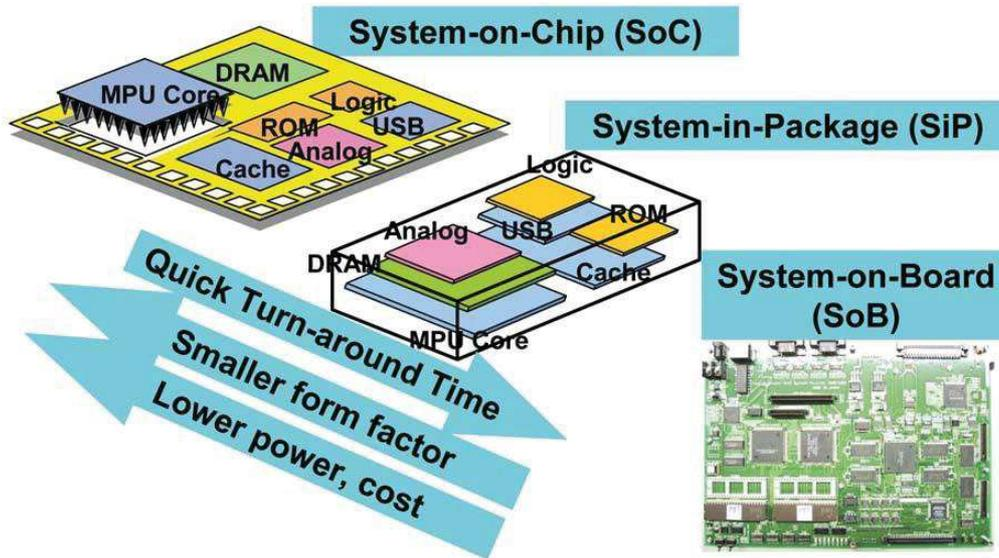 System-on-Chip (SoC)
DRAM
MPU Core
Logic
ROM
USB
Analog
Cache
System-in-Package (SiP)
Logic
ROM
Analog
USB
DRAM
Cache
MPU Core
System-on-Board
(SoB)
Quick Turn-around Time
Smaller form factor
Lower power, cost